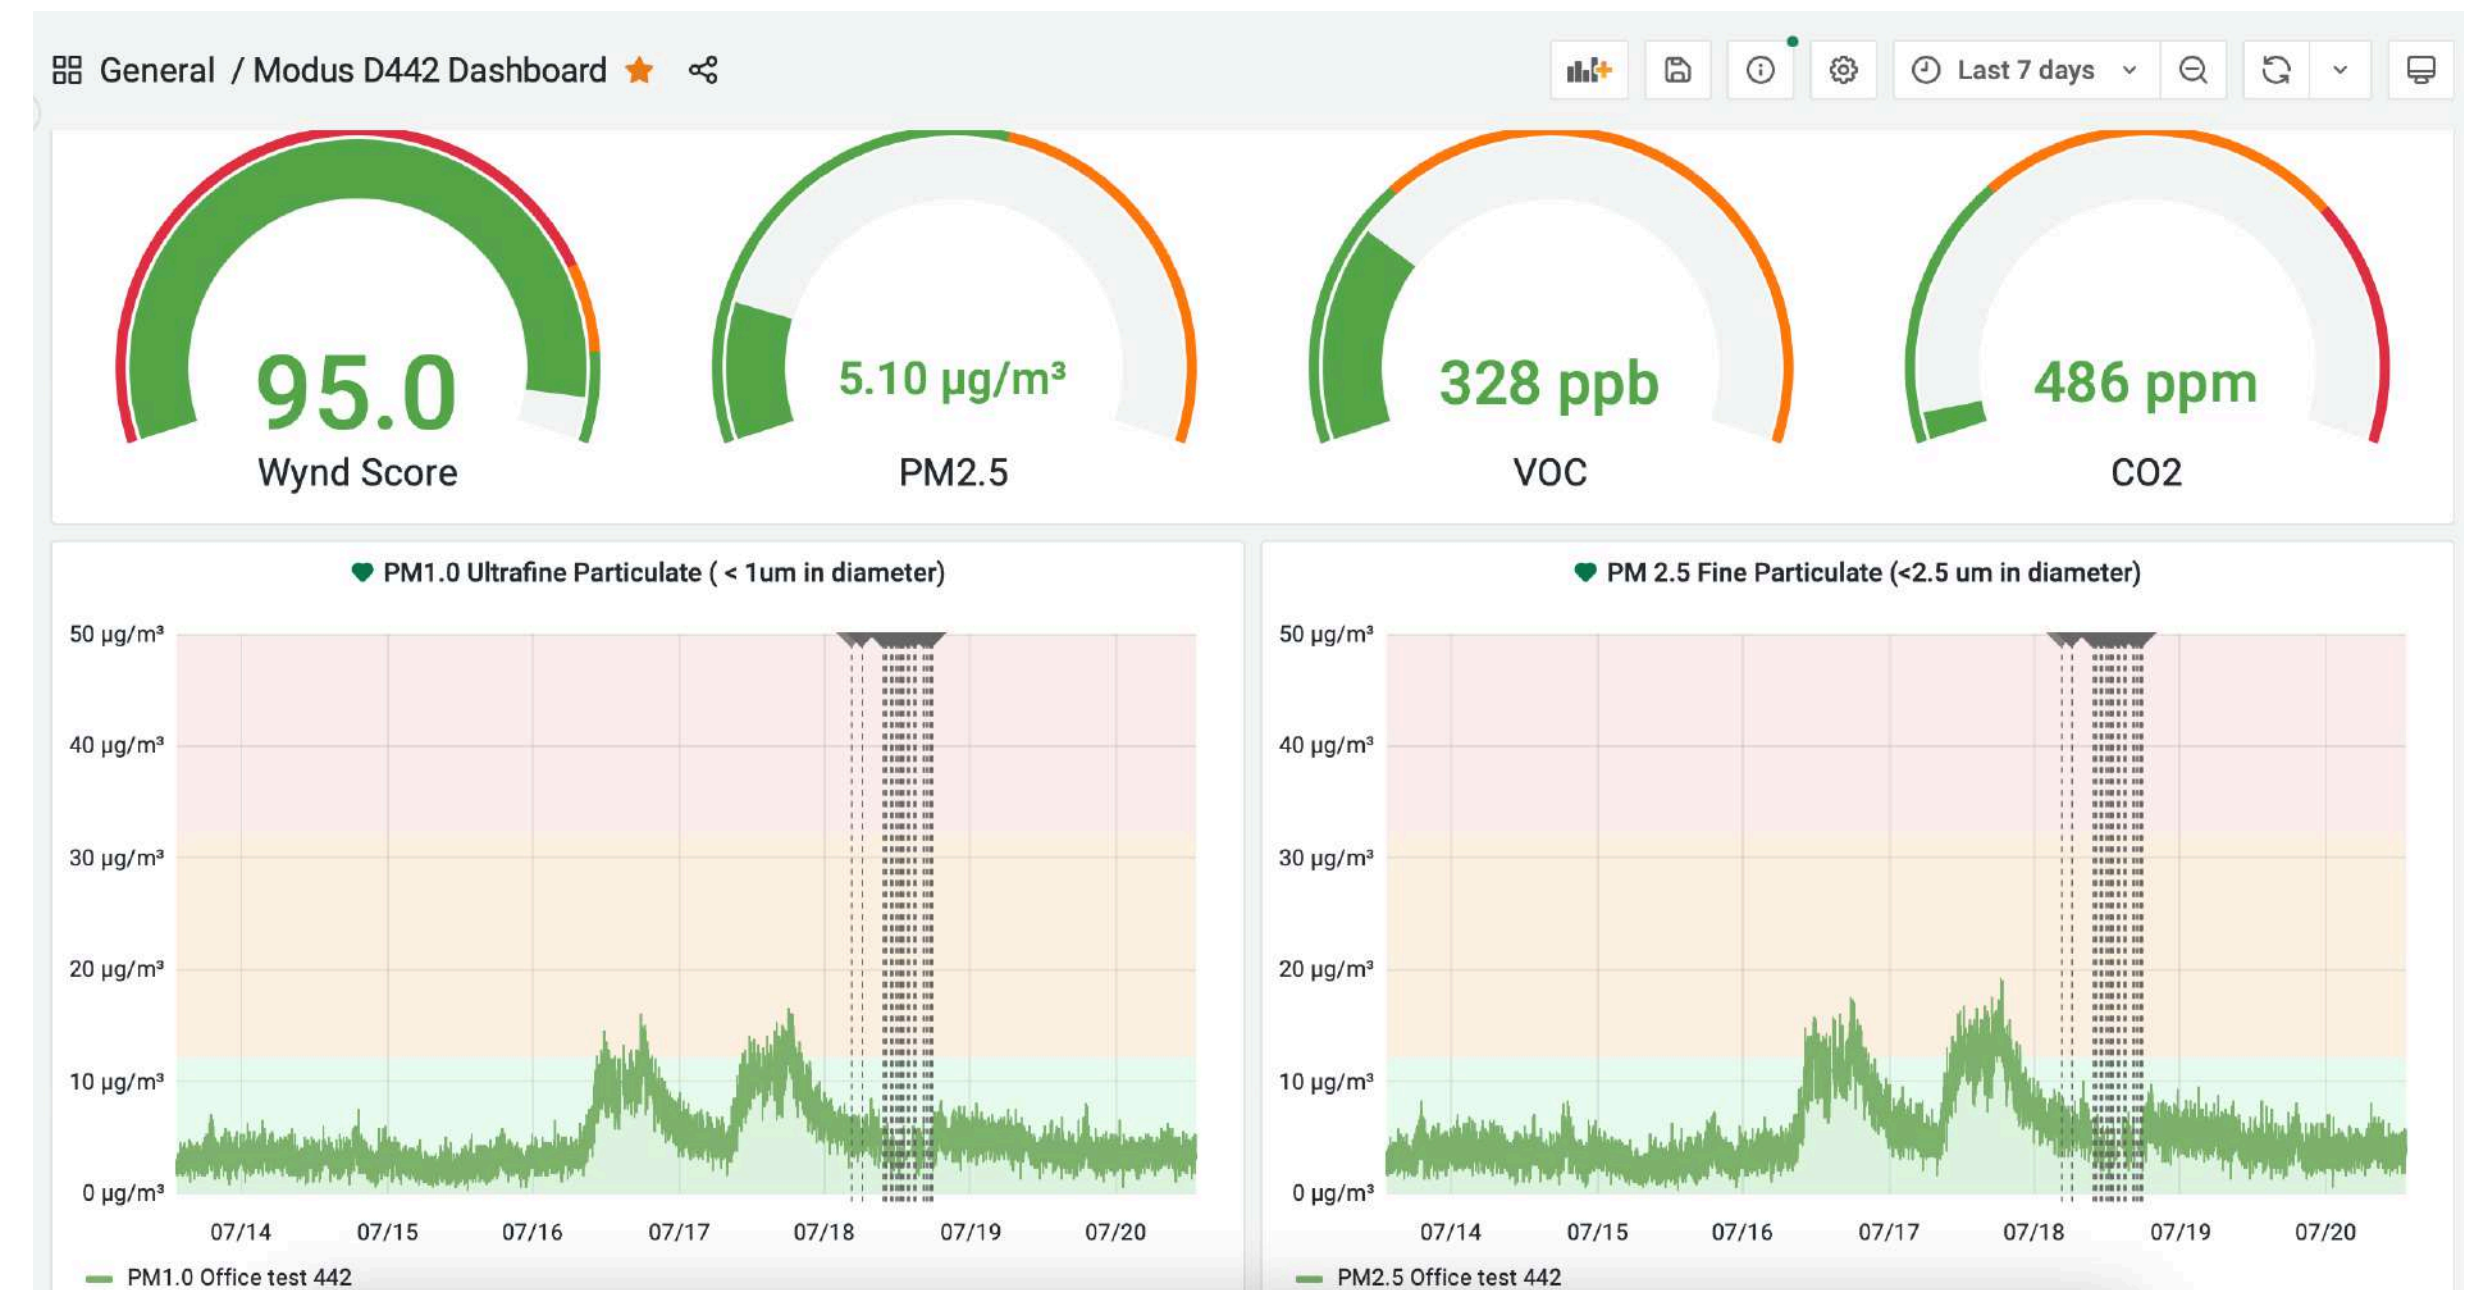 General / Modus D442 Dashboard
Last 7 days
95.0
Wynd Score
5.10 µg/m³
PM2.5
328 ppb
VOC
486 ppm
CO2
PM1.0 Ultrafine Particulate ( < 1um in diameter)
50 µg/m³
40 µg/m³
30 µg/m³
20 µg/m³
10 µg/m³
0 µg/m³
07/14 07/15 07/16 07/17 07/18 07/19 07/20
PM1.0 Office test 442
PM 2.5 Fine Particulate (<2.5 um in diameter)
50 µg/m³
40 µg/m³
30 µg/m³
20 µg/m³
10 µg/m³
0 µg/m³
07/14 07/15 07/16 07/17 07/18 07/19 07/20
PM2.5 Office test 442